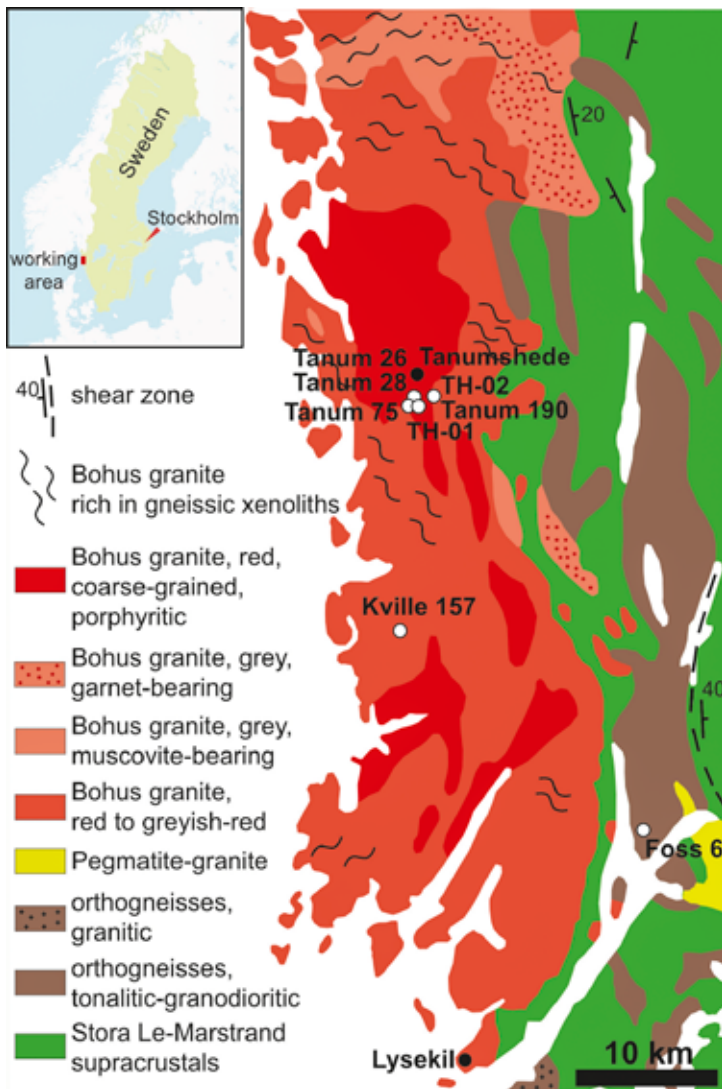 Sweden
Stockholm
working
area
20
40
shear zone
Bohus granite
rich in gneissic xenoliths
Bohus granite, red,
coarse-grained,
porphyritic
Bohus granite, grey,
garnet-bearing
Bohus granite, grey,
muscovite-bearing
Bohus granite,
red to greyish-red
Pegmatite-granite
orthogneisses,
granitic
orthogneisses,
tonalitic-granodioritic
Stora Le-Marstrand
supracrustals
Tanum 26 Tanumshede
Tanum 28 TH-02
Tanum 75 Tanum 190
TH-01
Kville 157
40
Foss 6
Lysekil
10 km